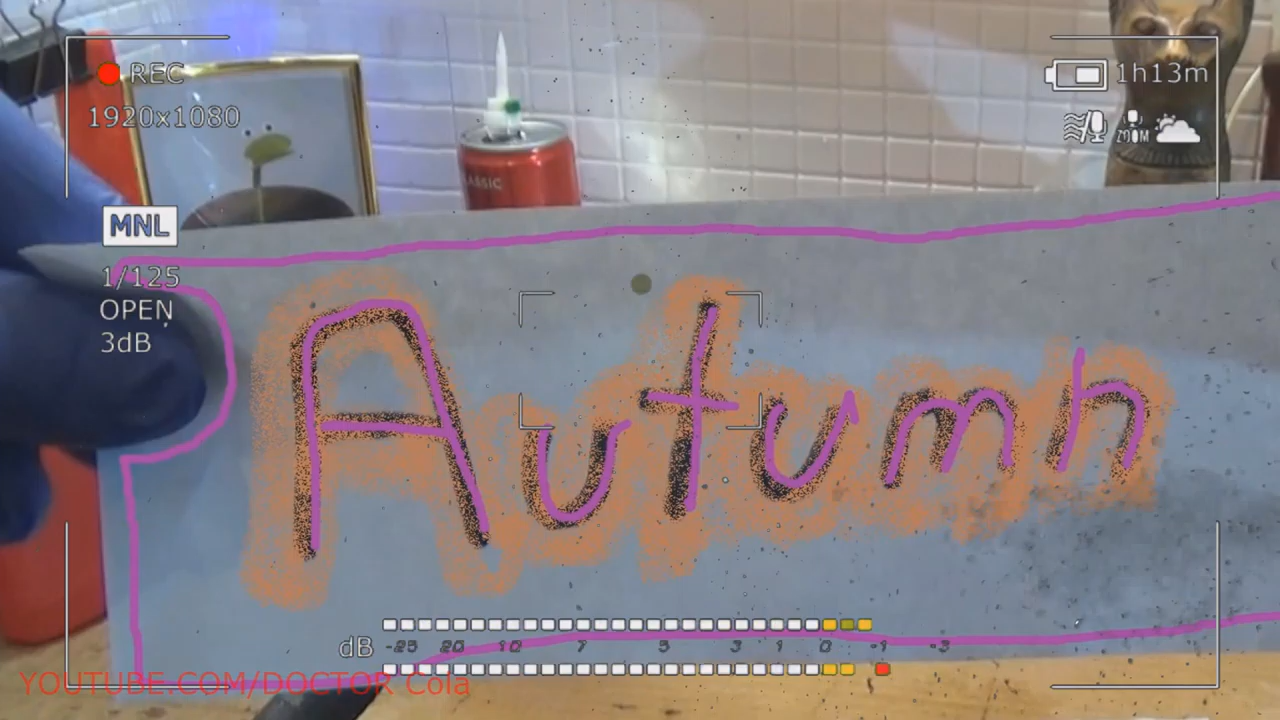 REC
1920x1080
1h13m
ZOOM
ASSIC
MNL
1/125
OPEN
3dB
Autumn
dB -25 20 10 7 5 3 1 0 -1 -3
YOUTUBE.COM/DOCTOR Cola